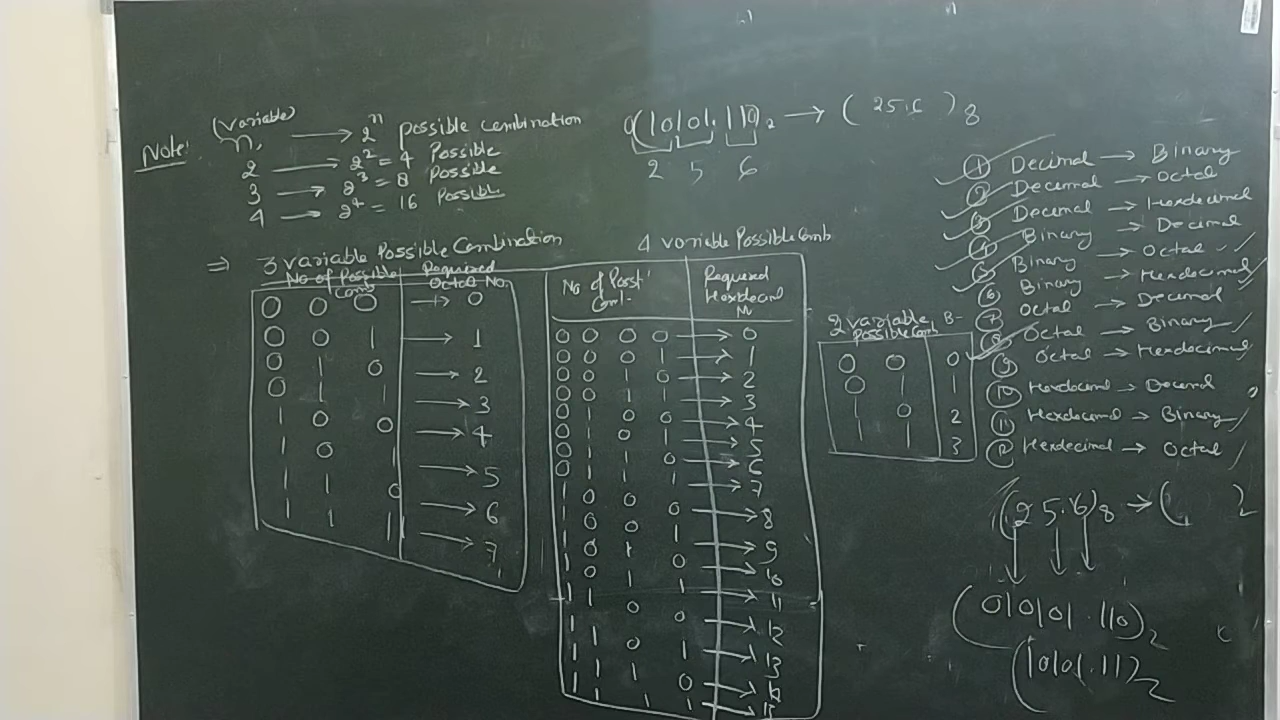 Note: (Variable)
n, → 2^n possible combination
2 → 2^2 = 4 Possible
3 → 2^3 = 8 Possible
4 → 2^4 = 16 Possible
0(10101.110)2 → ( 25.6 )8
2 5 6
⇒ 3 variable Possible Combination
No of Possible Comb | Required Octal No.
0 0 0 → 0
0 0 1 → 1
0 1 0 → 2
0 1 1 → 3
1 0 0 → 4
1 0 1 → 5
1 1 0 → 6
1 1 1 → 7
4 variable Possible Comb
No of Poss' Comb- | Required Hexdecimal N
0 0 0 0 → 0
0 0 0 1 → 1
0 0 1 0 → 2
0 0 1 1 → 3
0 1 0 0 → 4
0 1 0 1 → 5
0 1 1 0 → 6
0 1 1 1 → 7
1 0 0 0 → 8
1 0 0 1 → 9
1 0 1 0 → 10
1 0 1 1 → 11
1 1 0 0 → 12
1 1 0 1 → 13
1 1 1 0 → 14
1 1 1 1 → 15
2 variable Possible Comb | B-
0 0 0
0 1 1
1 0 2
1 1 3
① Decimal → Binary
② Decimal → Octal
③ Decimal → Hexdecimal
④ Binary → Decimal
⑤ Binary → Octal
⑥ Binary → Hexdecimal
⑦ Octal → Decimal
⑧ Octal → Binary
⑨ Octal → Hexdecimal
⑩ Hexdecimal → Decimal
⑪ Hexdecimal → Binary
⑫ Hexdecimal → Octal
(25.6)8 → ( )2
(010101.110)2
(10101.11)2